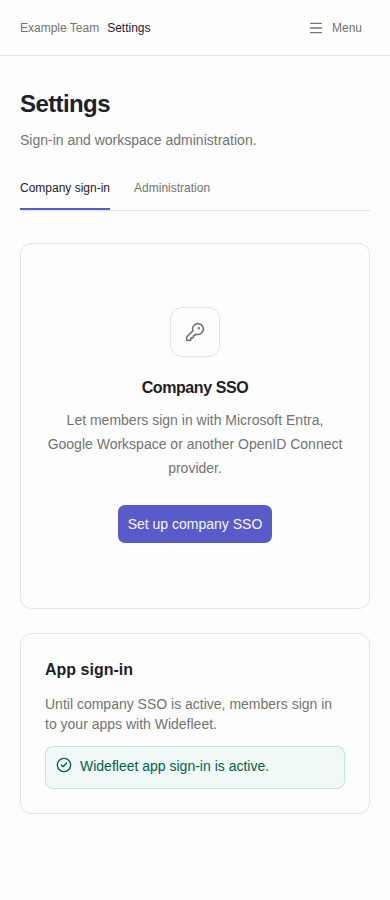 Example Team Settings Menu
Settings
Sign-in and workspace administration.
Company sign-in Administration
Company SSO
Let members sign in with Microsoft Entra,
Google Workspace or another OpenID Connect
provider.
Set up company SSO
App sign-in
Until company SSO is active, members sign in
to your apps with Widefleet.
Widefleet app sign-in is active.